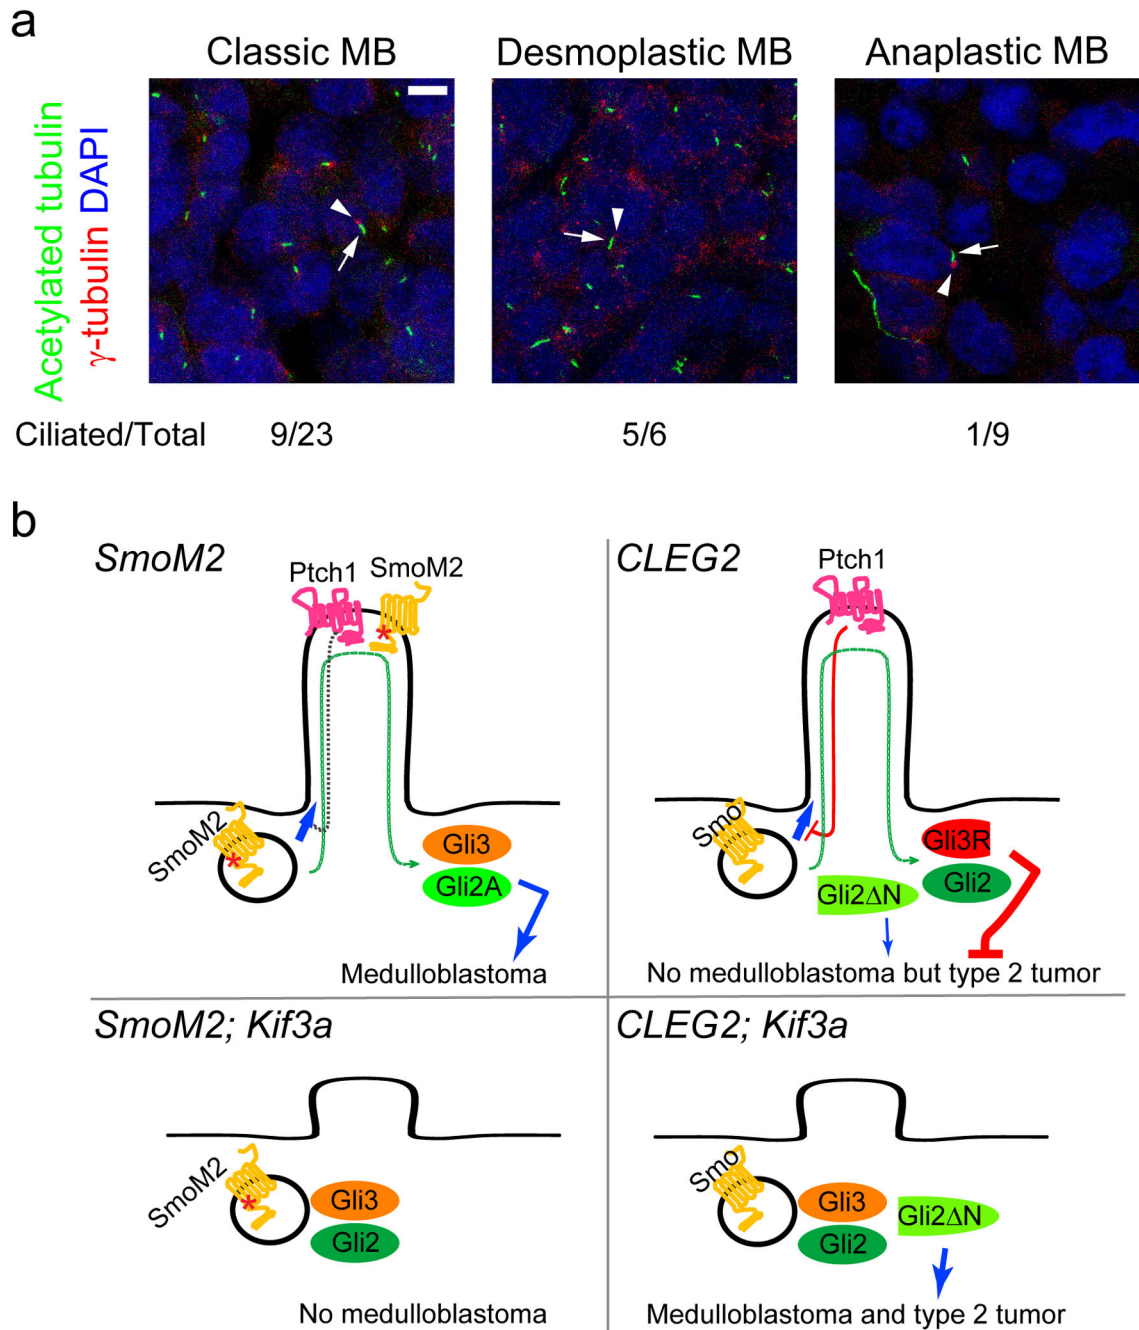 a
Classic MB
Desmoplastic MB
Anaplastic MB
Acetylated tubulin
γ-tubulin DAPI
Ciliated/Total
9/23
5/6
1/9
b
SmoM2
Ptch1
SmoM2
SmoM2
*
*
Gli3
Gli2A
Medulloblastoma
CLEG2
Ptch1
Smo
Gli3R
Gli2
Gli2ΔN
No medulloblastoma but type 2 tumor
SmoM2; Kif3a
SmoM2
*
Gli3
Gli2
No medulloblastoma
CLEG2; Kif3a
Smo
Gli3
Gli2
Gli2ΔN
Medulloblastoma and type 2 tumor